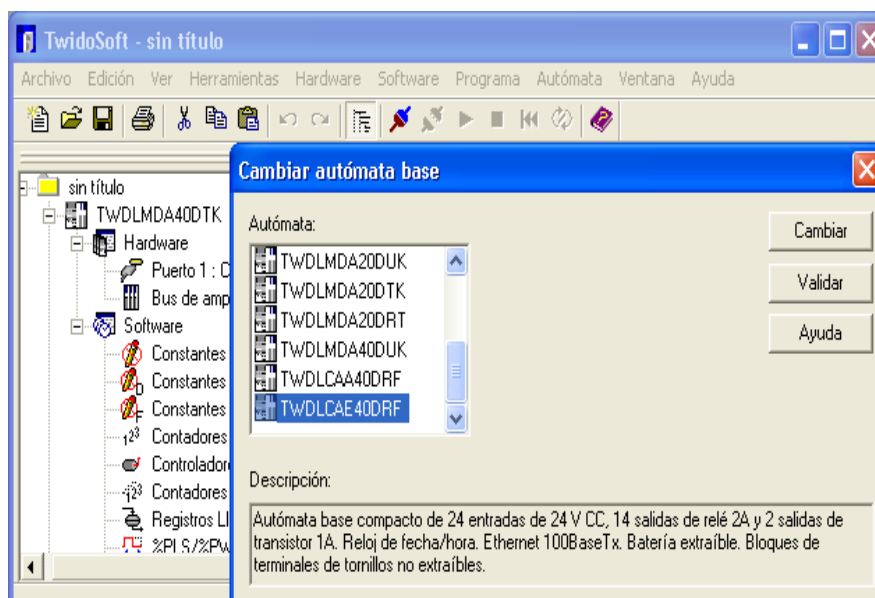 TwidoSoft - sin título
Archivo Edición Ver Herramientas Hardware Software Programa Autómata Ventana Ayuda
sin título
TWDLMDA40DTK
Hardware
Puerto 1 : C
Bus de amp
Software
Constantes
Constantes
Constantes
Contadores
Controlador
Contadores
Registros LI
%PLS/%PW
Cambiar autómata base
Autómata:
TWDLMDA20DUK
TWDLMDA20DTK
TWDLMDA20DRT
TWDLMDA40DUK
TWDLCAA40DRF
TWDLCAE40DRF
Cambiar
Validar
Ayuda
Descripción:
Autómata base compacto de 24 entradas de 24 V CC, 14 salidas de relé 2A y 2 salidas de
transistor 1A. Reloj de fecha/hora. Ethernet 100BaseTx. Batería extraíble. Bloques de
terminales de tornillos no extraíbles.